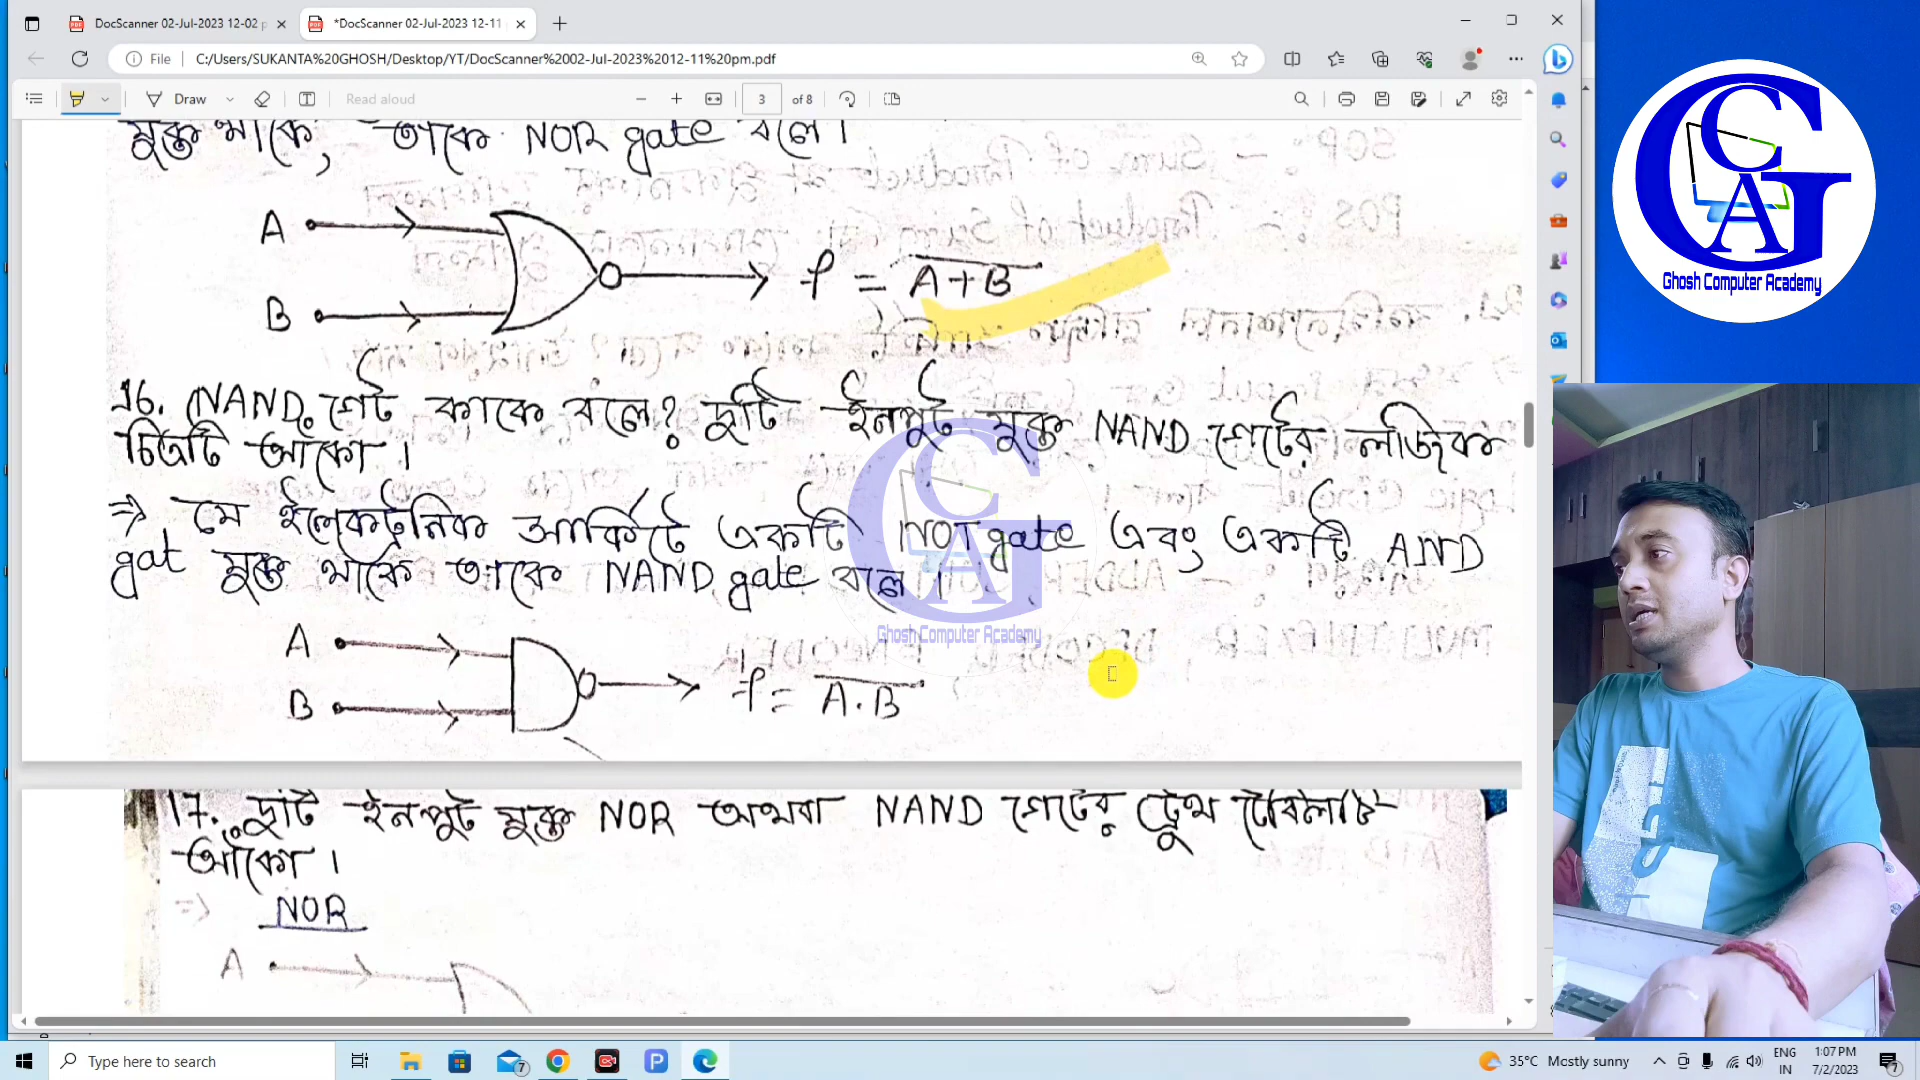 DocScanner 02-Jul-2023 12-02 p
*DocScanner 02-Jul-2023 12-11
File C:/Users/SUKANTA%20GHOSH/Desktop/YT/DocScanner%2002-Jul-2023%2012-11%20pm.pdf
Draw Read aloud 3 of 8
যুক্ত থাকে, তাকে NOR gate বলে।
A
B
f = A+B
16. NAND গেট কাকে বলে? দুটি ইনপুট যুক্ত NAND গেটের লজিক
চিত্রটি আঁকো।
⇒ যে ইলেকট্রনিক সার্কিটে একটি NOT gate এবং একটি AND
gat যুক্ত থাকে তাকে NAND gate বলে।
A
B
f = A.B
17. দুটি ইনপুট যুক্ত NOR অথবা NAND গেটের ট্রুথ টেবিলটি
আঁকো।
⇒ NOR
A
GCA
Ghosh Computer Academy
GCA
Ghosh Computer Academy
Type here to search
7
35°C Mostly sunny
ENG
IN
1:07 PM
7/2/2023